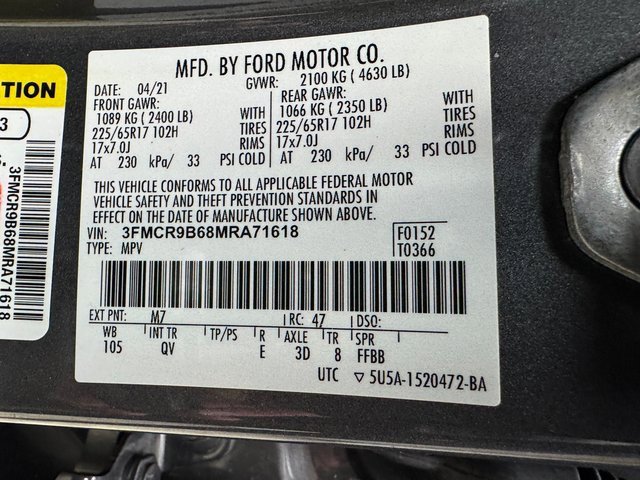 MFD. BY FORD MOTOR CO.
DATE: 04/21
GVWR: 2100 KG ( 4630 LB)
FRONT GAWR:
1089 KG ( 2400 LB)
225/65R17 102H
17x7.0J
WITH
TIRES
RIMS
AT 230 kPa/ 33 PSI COLD
REAR GAWR:
1066 KG ( 2350 LB)
225/65R17 102H
17x7.0J
WITH
TIRES
RIMS
AT 230 kPa/ 33 PSI COLD
THIS VEHICLE CONFORMS TO ALL APPLICABLE FEDERAL MOTOR
VEHICLE SAFETY AND THEFT PREVENTION STANDARDS IN
EFFECT ON THE DATE OF MANUFACTURE SHOWN ABOVE.
VIN: 3FMCR9B68MRA71618
TYPE: MPV
F0152
T0366
EXT PNT: M7 RC: 47 DSO:
WB INT TR TP/PS R AXLE TR SPR
105 QV E 3D 8 FFBB
UTC ▽ 5U5A-1520472-BA
TION
3
3FMCR9B68MRA71618